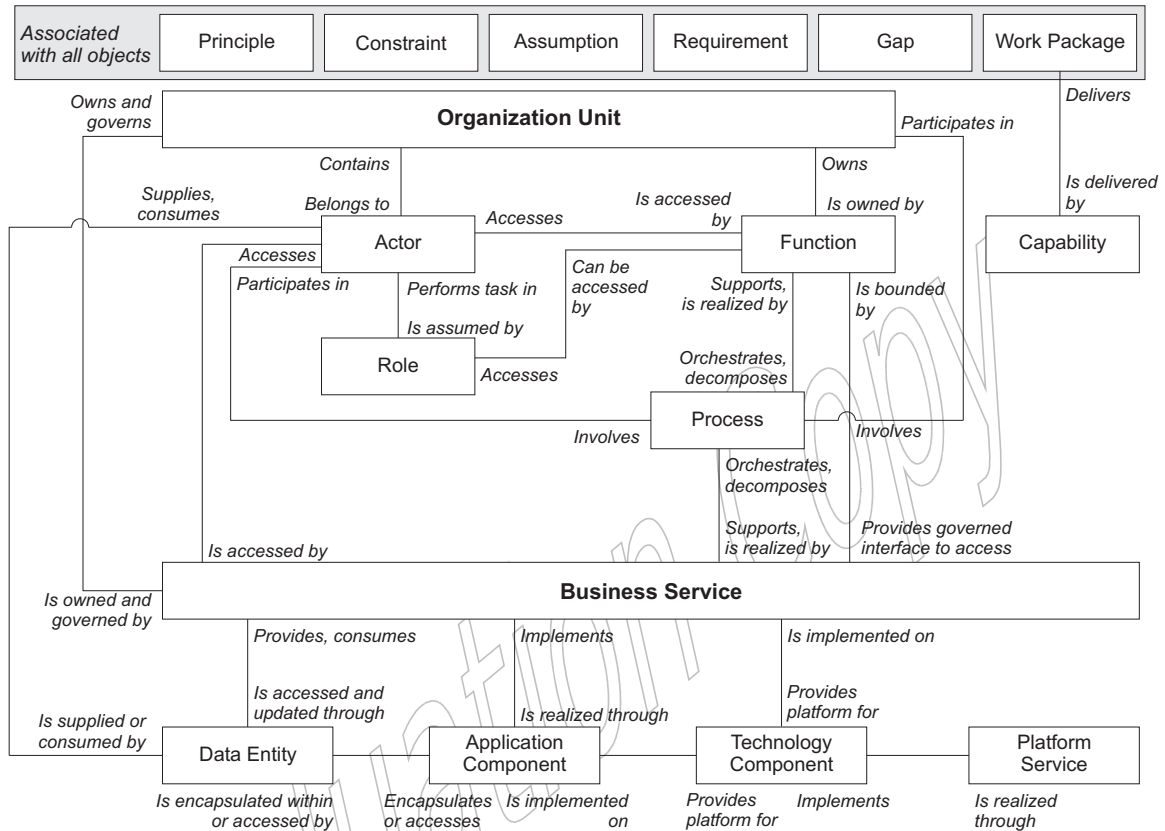 Associated
with all objects
Principle
Constraint
Assumption
Requirement
Gap
Work Package
Owns and
governs
Organization Unit
Participates in
Delivers
Contains
Owns
Supplies,
consumes
Belongs to
Accesses
Is accessed
by
Is owned by
Is delivered
by
Actor
Function
Capability
Accesses
Participates in
Performs task in
Can be
accessed
by
Supports,
is realized by
Is bounded
by
Is assumed by
Role
Accesses
Orchestrates,
decomposes
Process
Involves
Involves
Orchestrates,
decomposes
Is accessed by
Supports,
is realized by
Provides governed
interface to access
Business Service
Is owned and
governed by
Provides, consumes
Implements
Is implemented on
Is accessed and
updated through
Is realized through
Provides
platform for
Is supplied or
consumed by
Data Entity
Application
Component
Technology
Component
Platform
Service
Is encapsulated within
or accessed by
Encapsulates
or accesses
Is implemented
on
Provides
platform for
Implements
Is realized
through
Copy